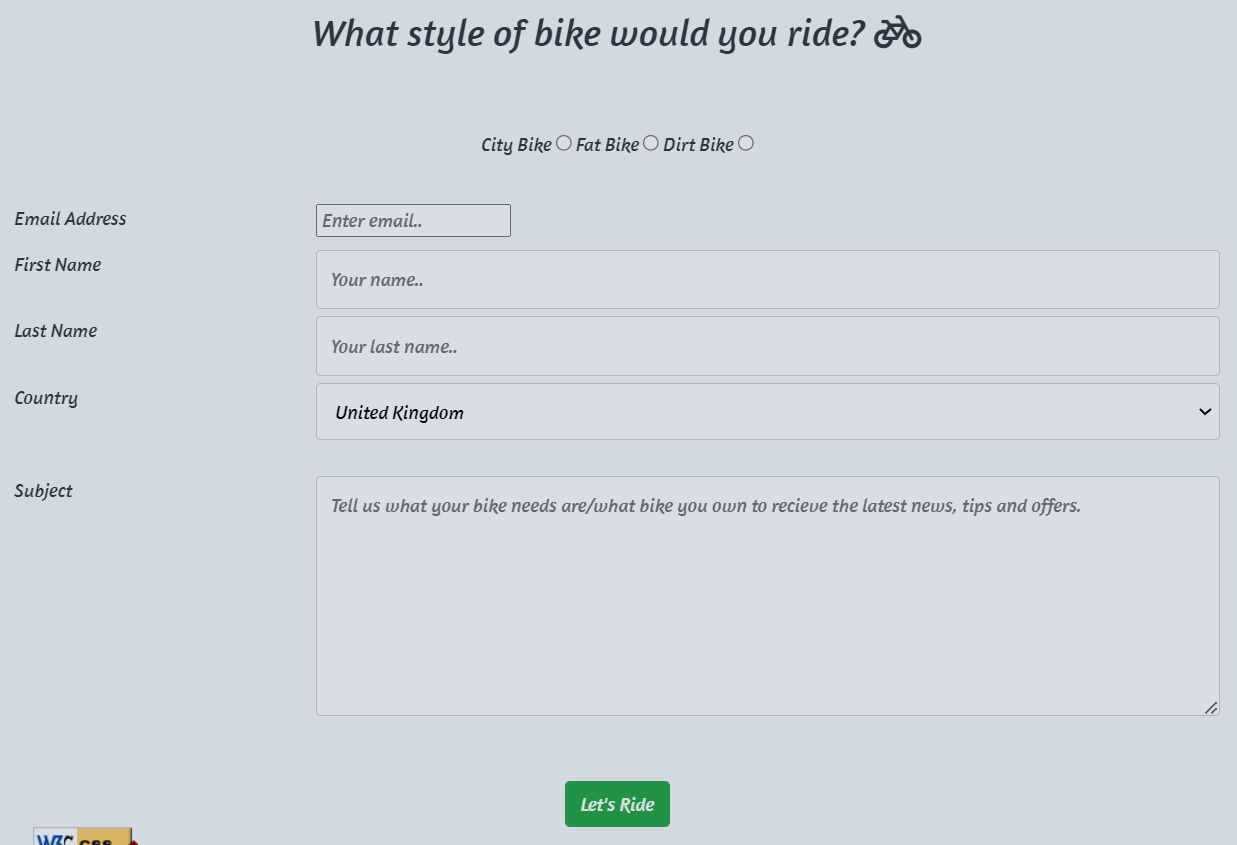 What style of bike would you ride?
City Bike Fat Bike Dirt Bike
Email Address
Enter email..
First Name
Your name..
Last Name
Your last name..
Country
United Kingdom
Subject
Tell us what your bike needs are/what bike you own to recieve the latest news, tips and offers.
Let's Ride
W3C css